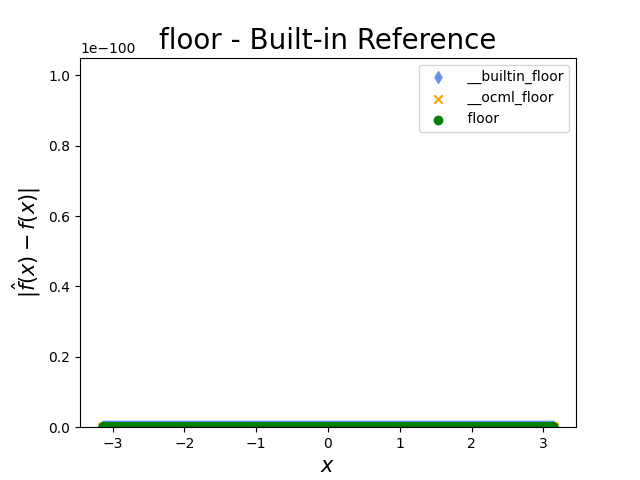 floor - Built-in Reference
1e−100
1.0
0.8
0.6
0.4
0.2
0.0
|f̂(x) − f(x)|
__builtin_floor
__ocml_floor
floor
−3
−2
−1
0
1
2
3
x